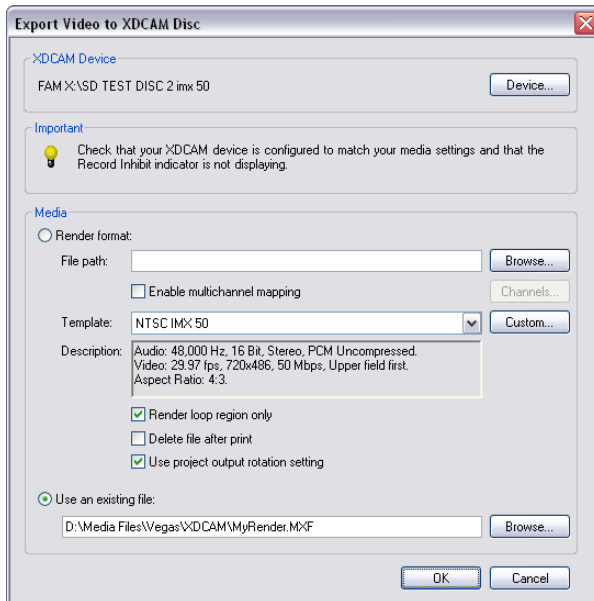 Export Video to XDCAM Disc
XDCAM Device
FAM X:\SD TEST DISC 2 imx 50
Device...
Important
Check that your XDCAM device is configured to match your media settings and that the
Record Inhibit indicator is not displaying.
Media
Render format:
File path:
Browse...
Enable multichannel mapping
Channels...
Template:
NTSC IMX 50
Custom...
Description:
Audio: 48,000 Hz, 16 Bit, Stereo, PCM Uncompressed.
Video: 29.97 fps, 720x486, 50 Mbps, Upper field first.
Aspect Ratio: 4:3.
Render loop region only
Delete file after print
Use project output rotation setting
Use an existing file:
D:\Media Files\Vegas\XDCAM\MyRender.MXF
Browse...
OK
Cancel